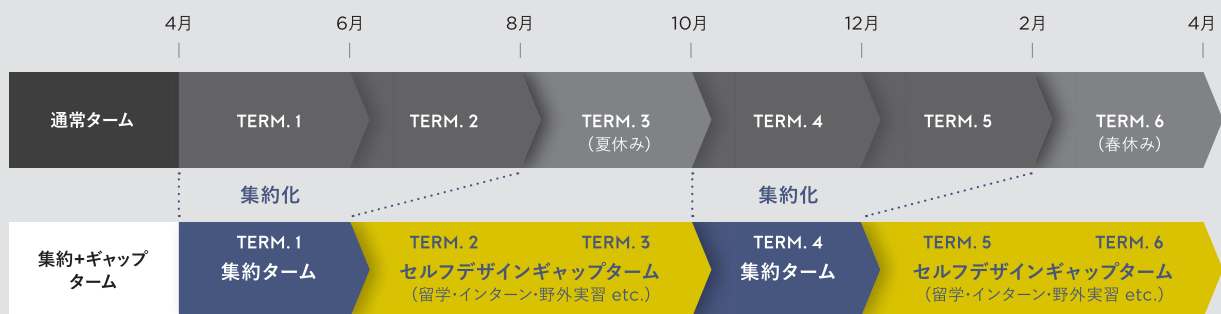 4月 6月 8月 10月 12月 2月 4月
通常ターム TERM. 1 TERM. 2 TERM. 3 TERM. 4 TERM. 5 TERM. 6
（夏休み） （春休み）
集約化 集約化
TERM. 1 TERM. 2 TERM. 3 TERM. 4 TERM. 5 TERM. 6
集約+ギャップ
ターム
集約ターム セルフデザインギャップターム 集約ターム セルフデザインギャップターム
（留学・インターン・野外実習 etc.） （留学・インターン・野外実習 etc.）